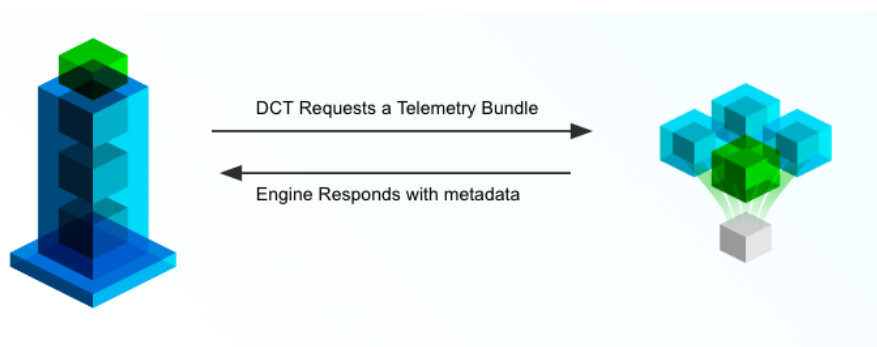 DCT Requests a Telemetry Bundle
Engine Responds with metadata